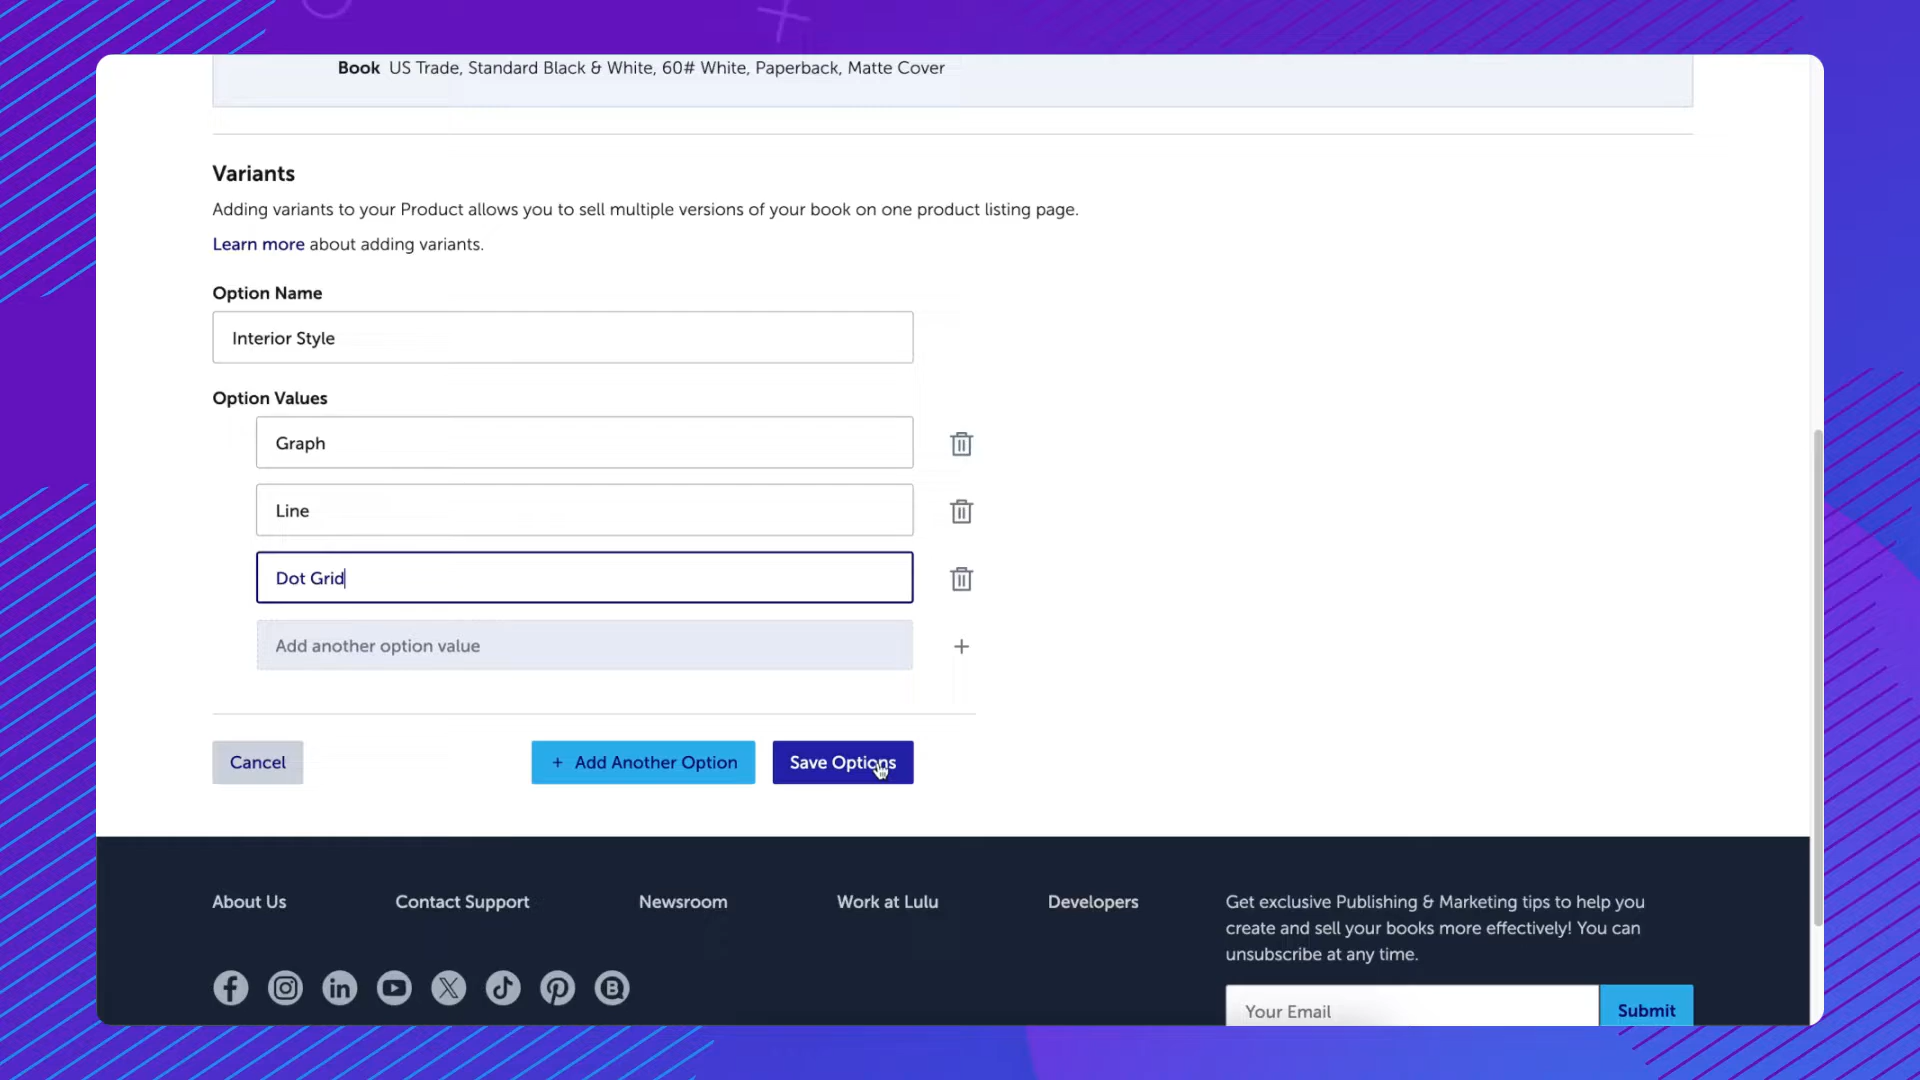 Book US Trade, Standard Black & White, 60# White, Paperback, Matte Cover
Variants
Adding variants to your Product allows you to sell multiple versions of your book on one product listing page.
Learn more about adding variants.
Option Name
Interior Style
Option Values
Graph
Line
Dot Grid
Add another option value
Cancel
+ Add Another Option
Save Options
About Us
Contact Support
Newsroom
Work at Lulu
Developers
Get exclusive Publishing & Marketing tips to help you
create and sell your books more effectively! You can
unsubscribe at any time.
Your Email
Submit